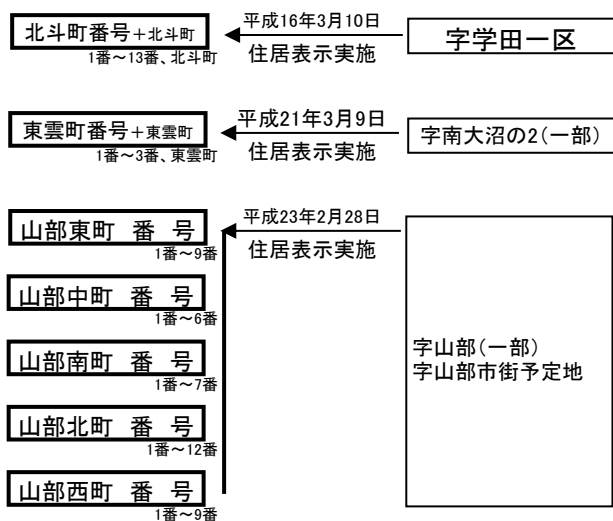 北斗町番号+北斗町
1番～13番、北斗町
平成16年3月10日
住居表示実施
字学田一区
東雲町番号+東雲町
1番～3番、東雲町
平成21年3月9日
住居表示実施
字南大沼の2(一部)
山部東町 番 号
1番～9番
平成23年2月28日
住居表示実施
山部中町 番 号
1番～6番
山部南町 番 号
1番～7番
山部北町 番 号
1番～12番
山部西町 番 号
1番～9番
字山部(一部)
字山部市街予定地